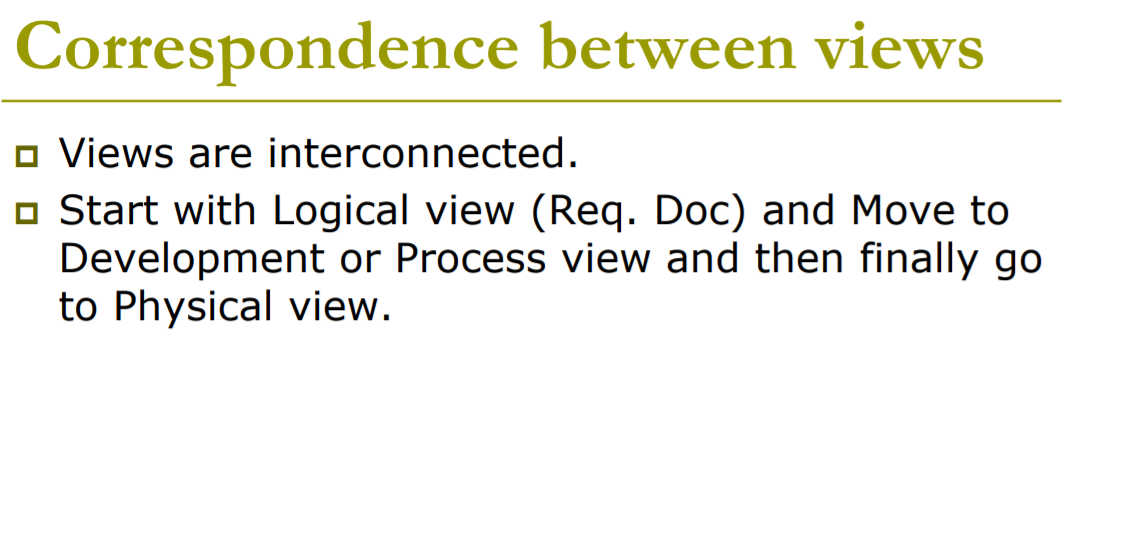 Correspondence between views
Views are interconnected.
Start with Logical view (Req. Doc) and Move to
Development or Process view and then finally go
to Physical view.